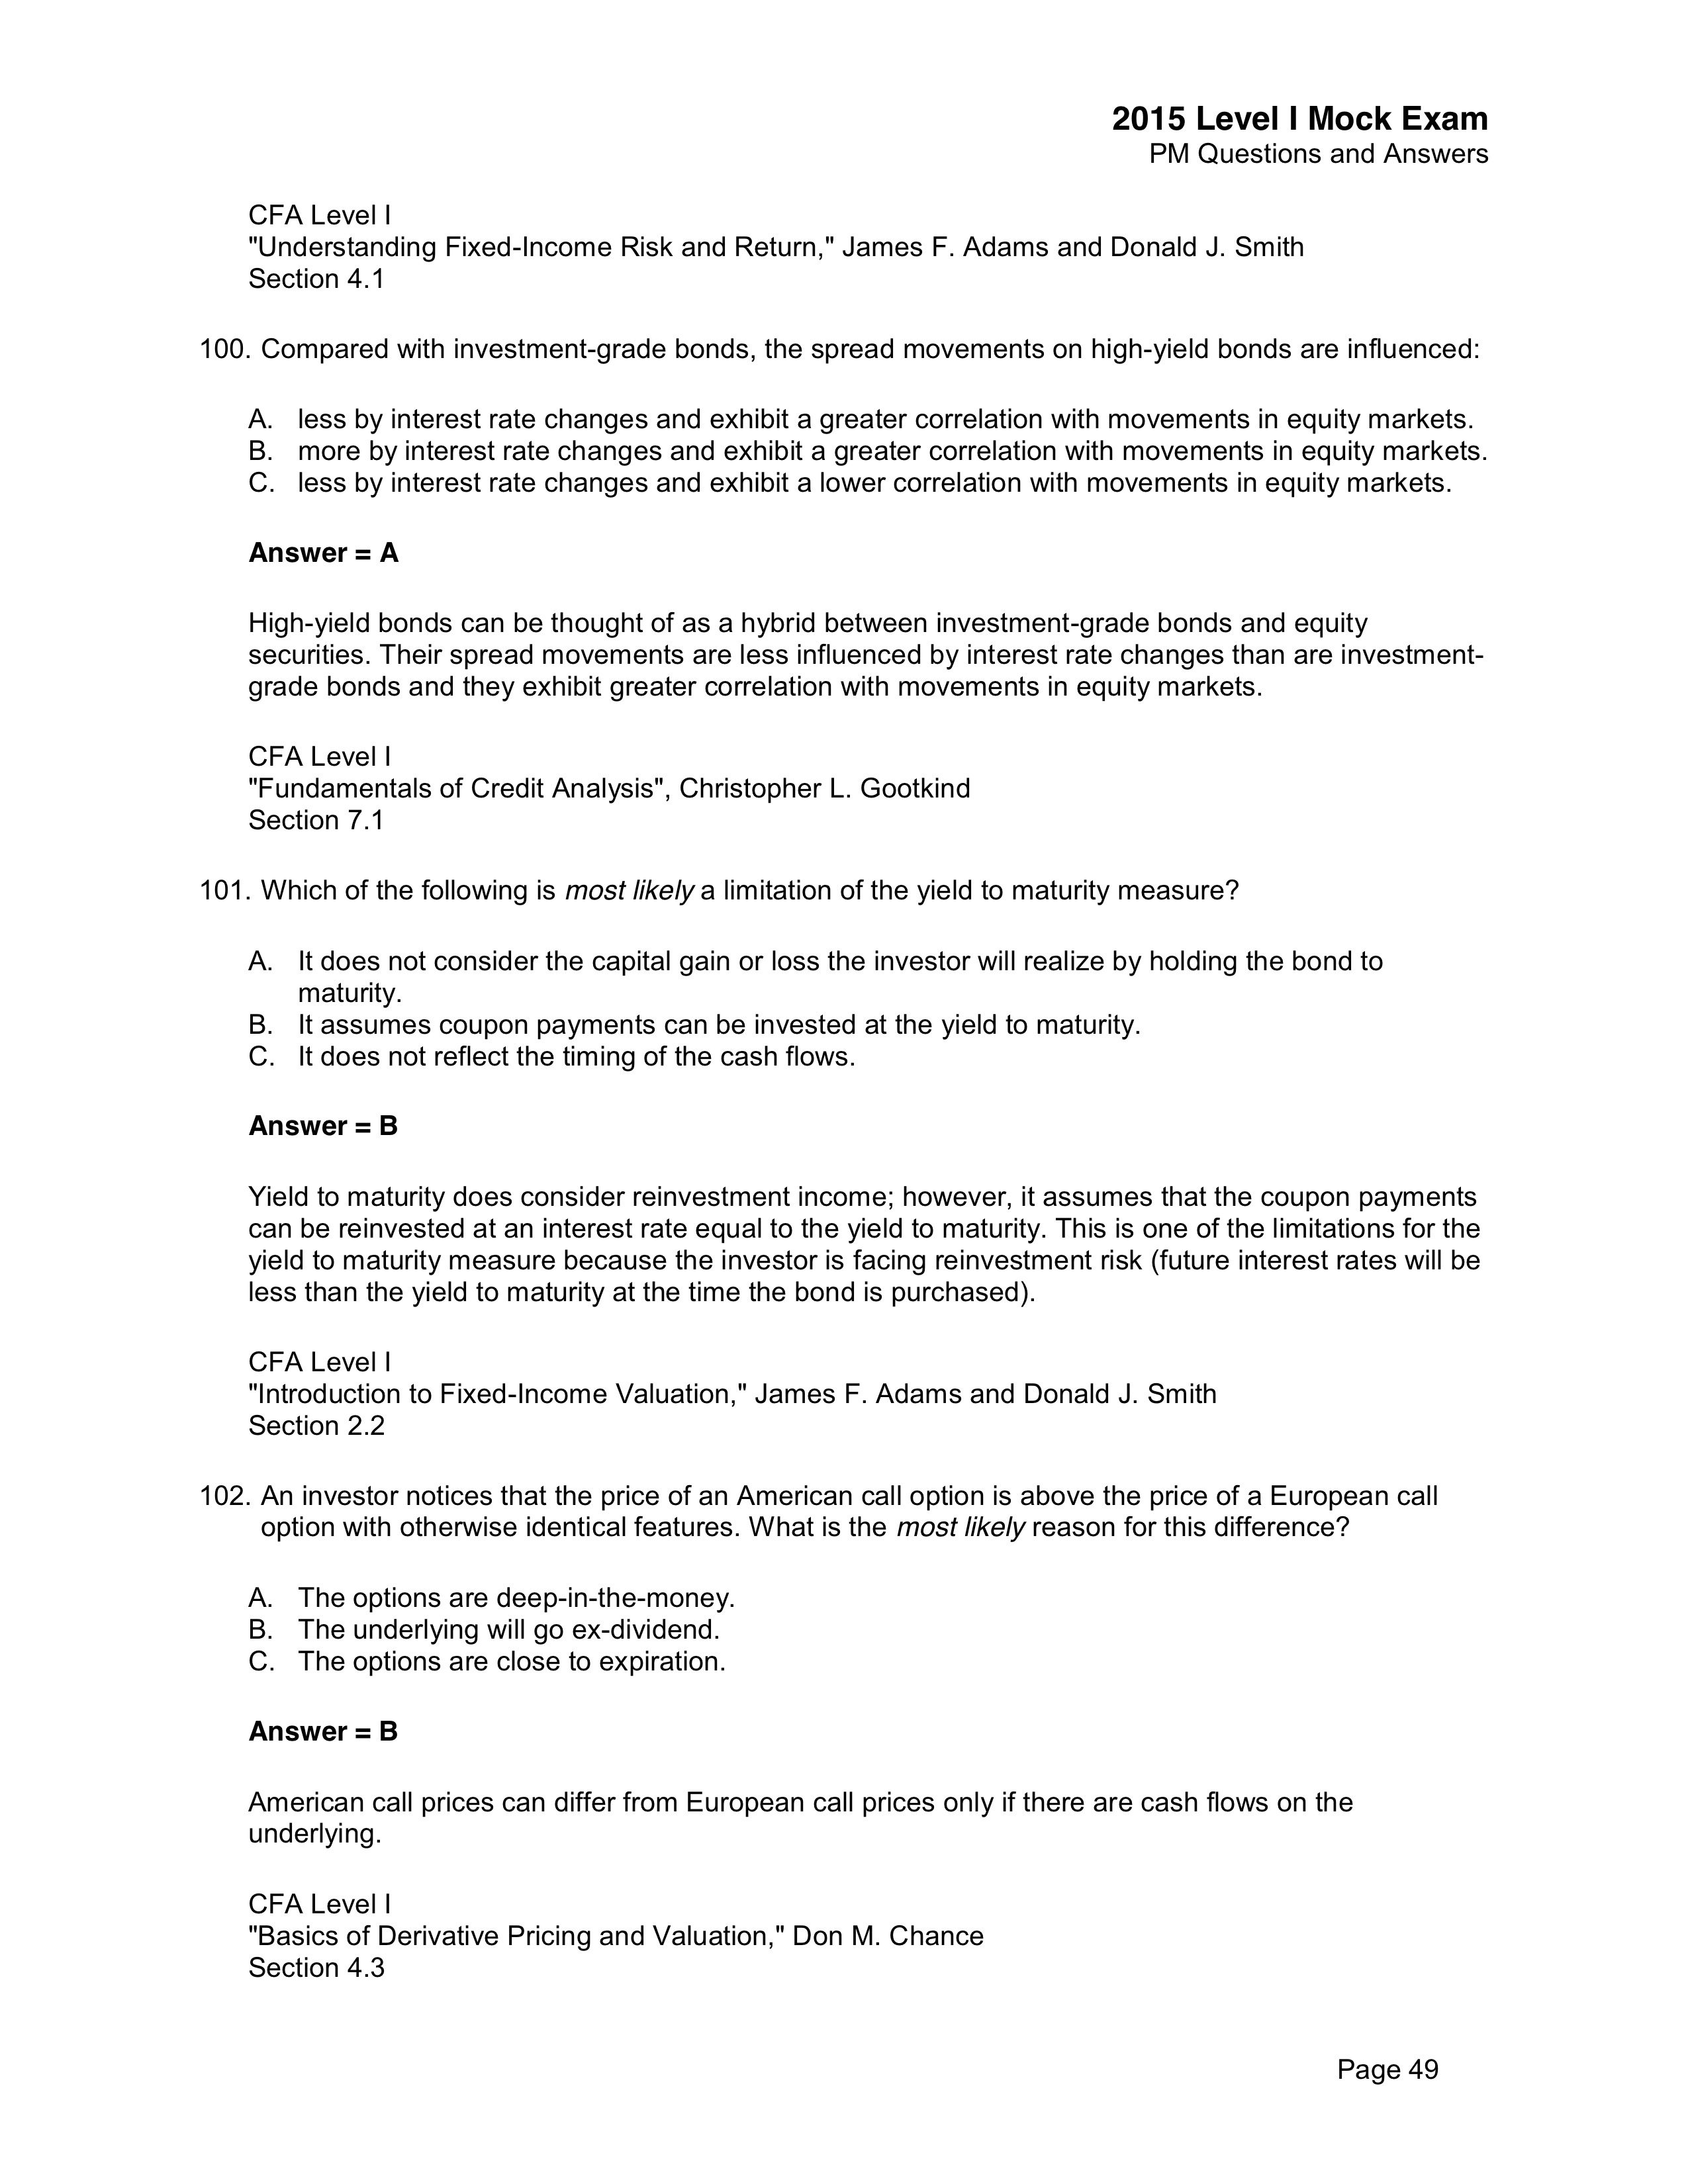 2015 Level I Mock Exam
PM Questions and Answers
CFA Level I
"Understanding Fixed-Income Risk and Return," James F. Adams and Donald J. Smith
Section 4.1
100. Compared with investment-grade bonds, the spread movements on high-yield bonds are influenced:
A. less by interest rate changes and exhibit a greater correlation with movements in equity markets.
B. more by interest rate changes and exhibit a greater correlation with movements in equity markets.
C. less by interest rate changes and exhibit a lower correlation with movements in equity markets.
Answer = A
High-yield bonds can be thought of as a hybrid between investment-grade bonds and equity
securities. Their spread movements are less influenced by interest rate changes than are investment-
grade bonds and they exhibit greater correlation with movements in equity markets.
CFA Level I
"Fundamentals of Credit Analysis", Christopher L. Gootkind
Section 7.1
101. Which of the following is most likely a limitation of the yield to maturity measure?
A. It does not consider the capital gain or loss the investor will realize by holding the bond to
maturity.
B. It assumes coupon payments can be invested at the yield to maturity.
C. It does not reflect the timing of the cash flows.
Answer = B
Yield to maturity does consider reinvestment income; however, it assumes that the coupon payments
can be reinvested at an interest rate equal to the yield to maturity. This is one of the limitations for the
yield to maturity measure because the investor is facing reinvestment risk (future interest rates will be
less than the yield to maturity at the time the bond is purchased).
CFA Level I
"Introduction to Fixed-Income Valuation," James F. Adams and Donald J. Smith
Section 2.2
102. An investor notices that the price of an American call option is above the price of a European call
option with otherwise identical features. What is the most likely reason for this difference?
A. The options are deep-in-the-money.
B. The underlying will go ex-dividend.
C. The options are close to expiration.
Answer = B
American call prices can differ from European call prices only if there are cash flows on the
underlying.
CFA Level I
"Basics of Derivative Pricing and Valuation," Don M. Chance
Section 4.3
Page 49